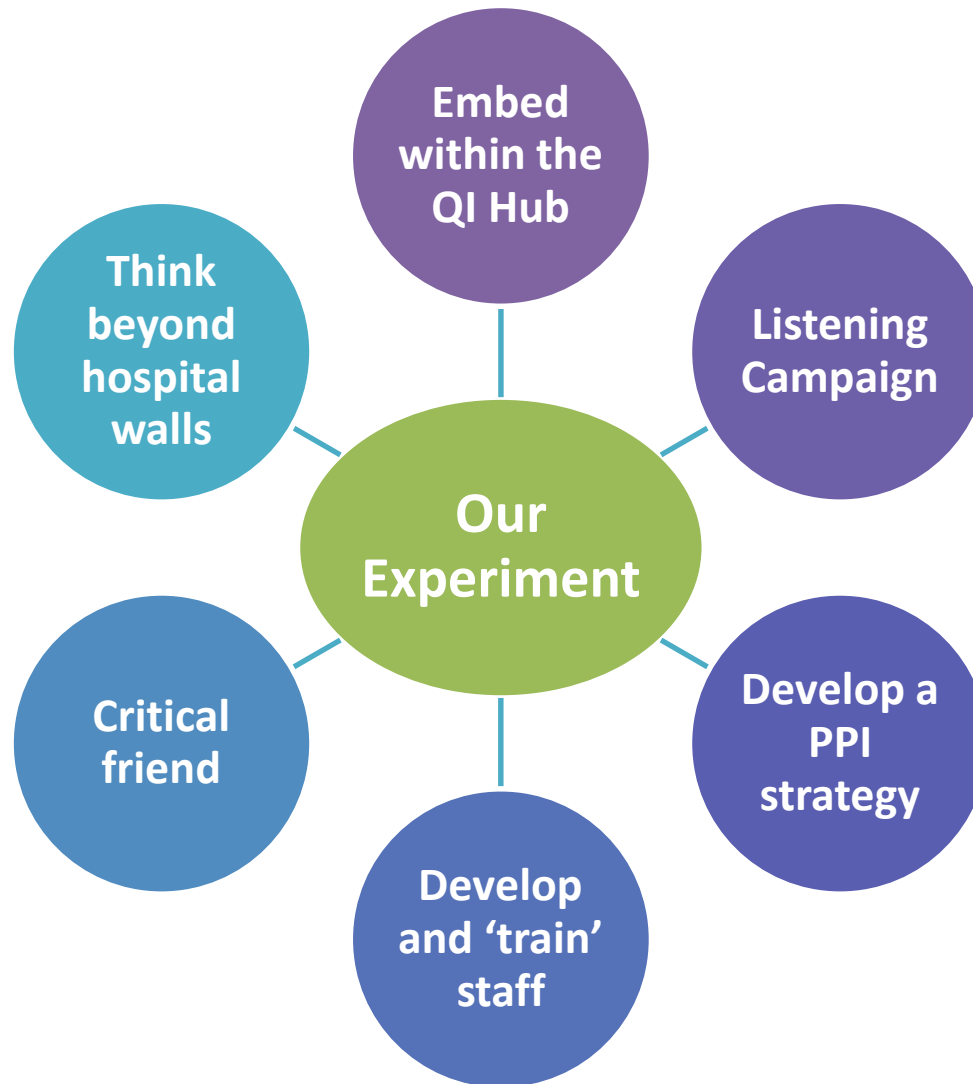 Embed
within the
QI Hub
Think
beyond
hospital
walls
Listening
Campaign
Our
Experiment
Critical
friend
Develop a
PPI
strategy
Develop
and ‘train’
staff